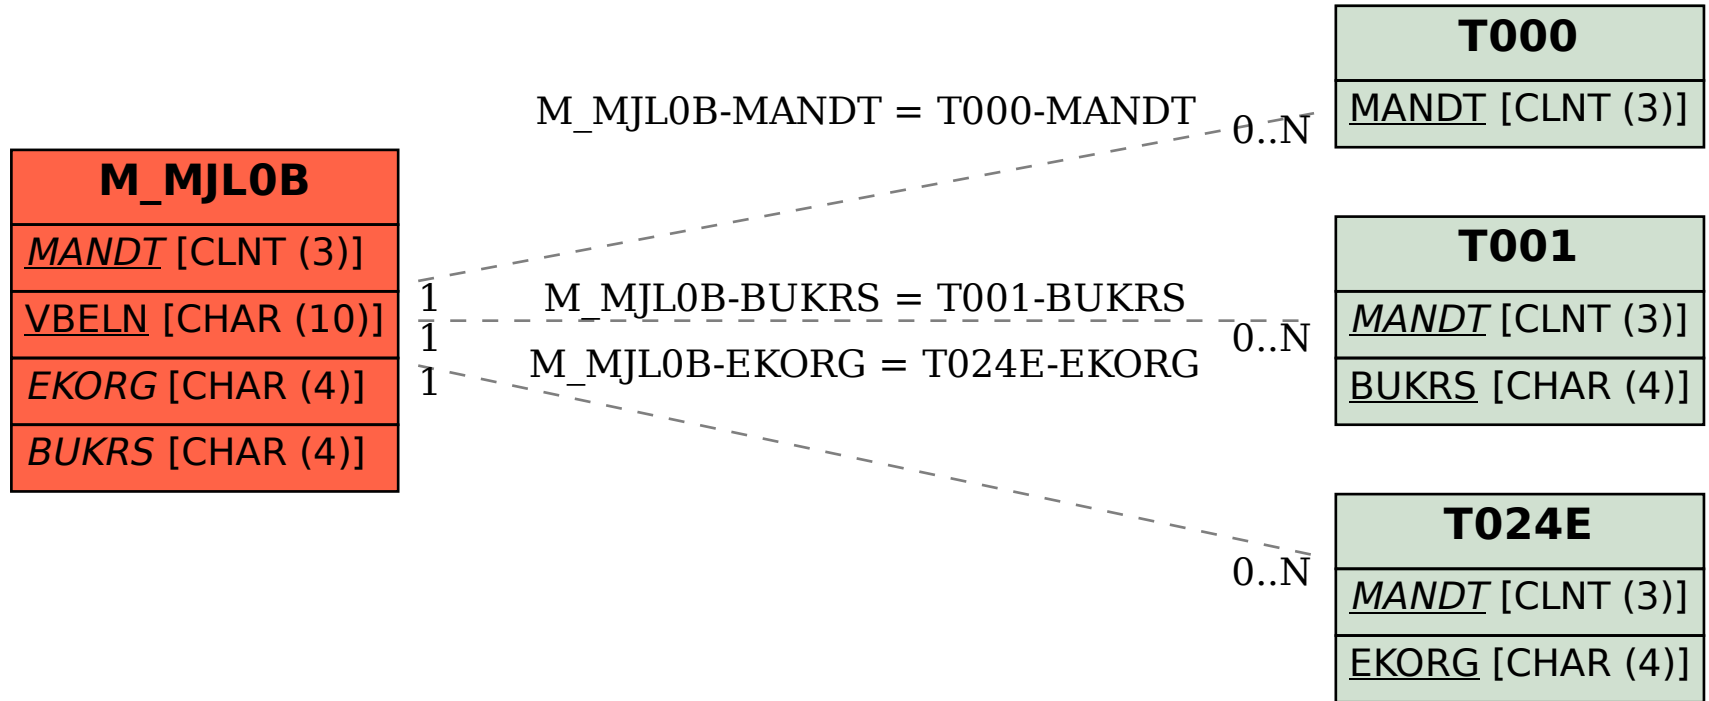 M_MJL0B
MANDT [CLNT (3)]
VBELN [CHAR (10)]
EKORG [CHAR (4)]
BUKRS [CHAR (4)]
M_MJL0B-MANDT = T000-MANDT
0..N
1
M_MJL0B-BUKRS = T001-BUKRS
1
0..N
M_MJL0B-EKORG = T024E-EKORG
1
0..N
T000
MANDT [CLNT (3)]
T001
MANDT [CLNT (3)]
BUKRS [CHAR (4)]
T024E
MANDT [CLNT (3)]
EKORG [CHAR (4)]